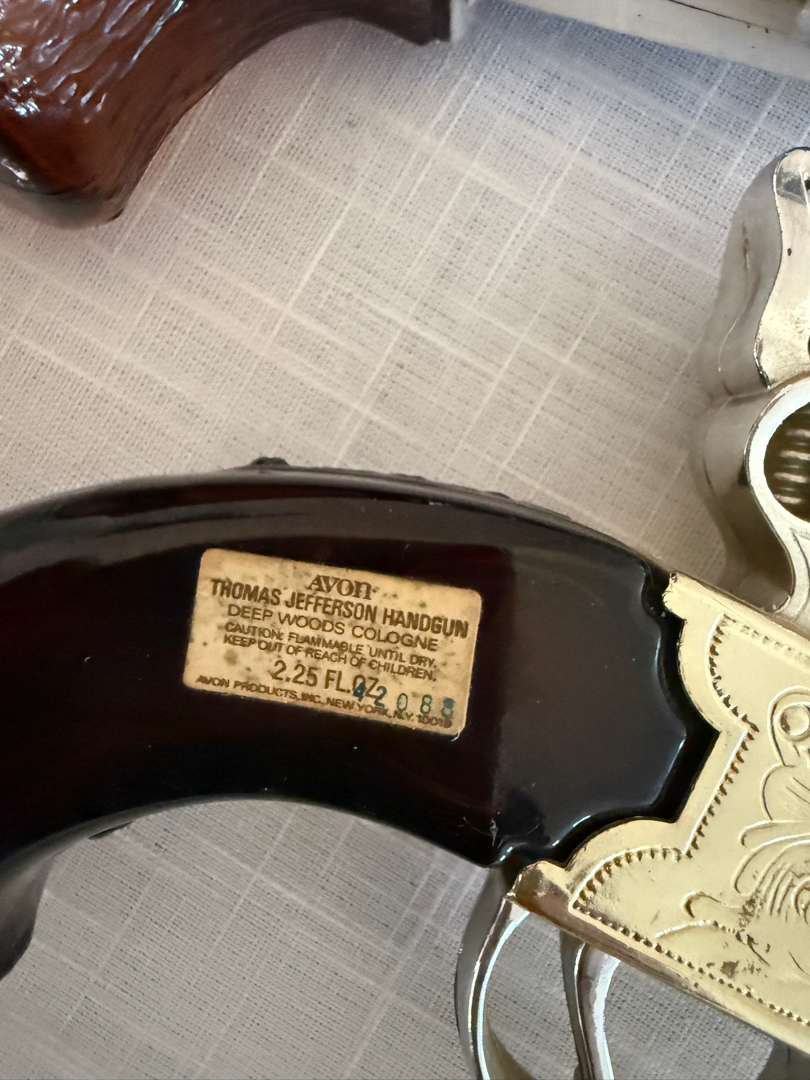 AVON
THOMAS JEFFERSON HANDGUN
DEEP WOODS COLOGNE
CAUTION: FLAMMABLE UNTIL DRY.
KEEP OUT OF REACH OF CHILDREN.
2.25 FL.OZ.
42088
AVON PRODUCTS, INC. NEW YORK, N.Y. 10019